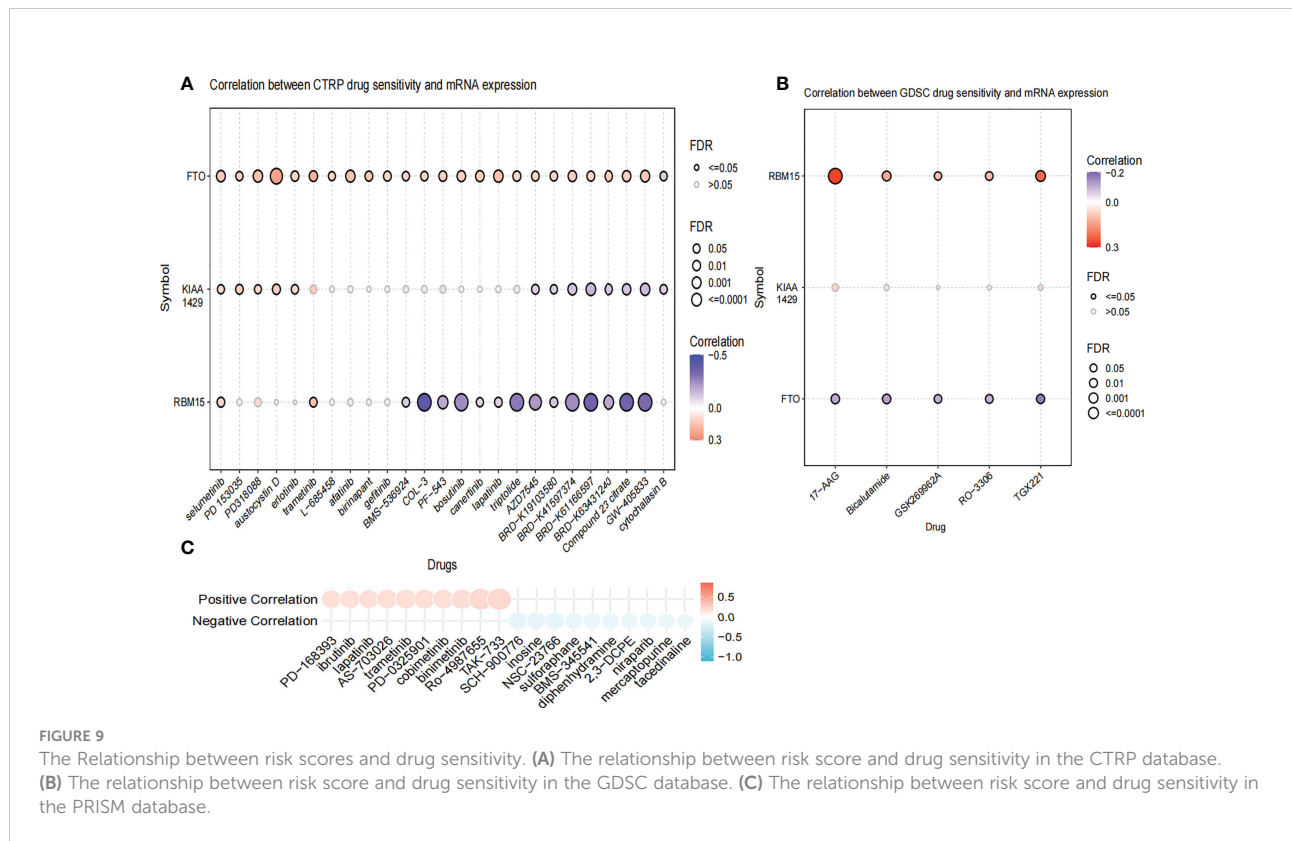 A
Correlation between CTRP drug sensitivity and mRNA expression
Symbol
FTO
KIAA
1429
RBM15
selumetinib
PD 153035
PD318088
austocystin D
erlotinib
trametinib
L-685458
afatinib
birinapant
gefitinib
BMS-536924
COL-3
PF-543
bosutinib
canertinib
lapatinib
triptolide
AZD7545
BRD-K19103580
BRD-K41597374
BRD-K61166597
BRD-K63431240
Compound 23 citrate
GW-405833
cytochalasin B
Drugs
FDR
<=0.05
>0.05
FDR
0.05
0.01
0.001
<=0.0001
Correlation
−0.5
0.0
0.3
B
Correlation between GDSC drug sensitivity and mRNA expression
Symbol
RBM15
KIAA
1429
FTO
17-AAG
Bicalutamide
GSK269962A
RO-3306
TGX221
Drug
Correlation
−0.2
0.0
0.3
FDR
<=0.05
>0.05
FDR
0.05
0.01
0.001
<=0.0001
C
Positive Correlation
Negative Correlation
PD-168393
ibrutinib
lapatinib
AS-703026
trametinib
PD-0325901
cobimetinib
binimetinib
Ro-4987655
TAK-733
SCH-900776
inosine
NSC-23766
sulforaphane
BMS-345541
diphenhydramine
2,3-DCPE
niraparib
mercaptopurine
tacedinaline
0.5
0.0
−0.5
−1.0
FIGURE 9
The Relationship between risk scores and drug sensitivity. (A) The relationship between risk score and drug sensitivity in the CTRP database.
(B) The relationship between risk score and drug sensitivity in the GDSC database. (C) The relationship between risk score and drug sensitivity in
the PRISM database.